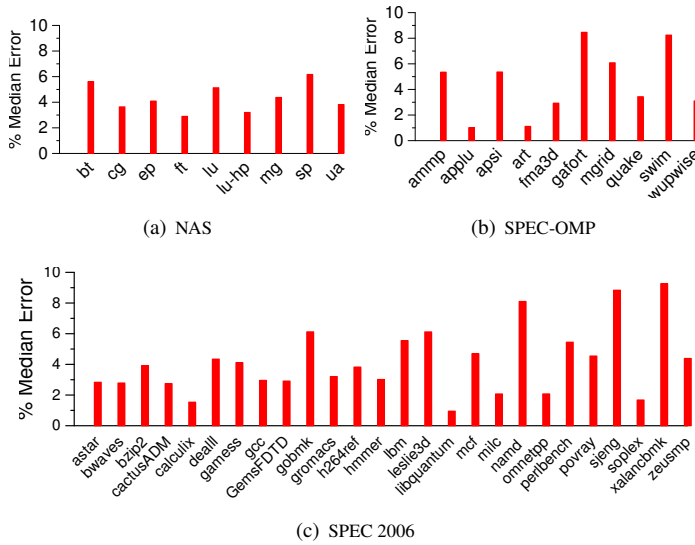 % Median Error
10
8
6
4
2
0
bt
cg
ep
ft
lu
lu-hp
mg
sp
ua
(a) NAS
% Median Error
10
8
6
4
2
0
ammp
applu
apsi
art
fma3d
gafort
mgrid
quake
swim
wupwise
(b) SPEC-OMP
% Median Error
10
8
6
4
2
0
astar
bwaves
bzip2
cactusADM
calculix
dealII
gamess
gcc
GemsFDTD
gobmk
gromacs
h264ref
hmmer
lbm
leslie3d
libquantum
mcf
milc
namd
omnetpp
perlbench
povray
sjeng
soplex
xalancbmk
zeusmp
(c) SPEC 2006